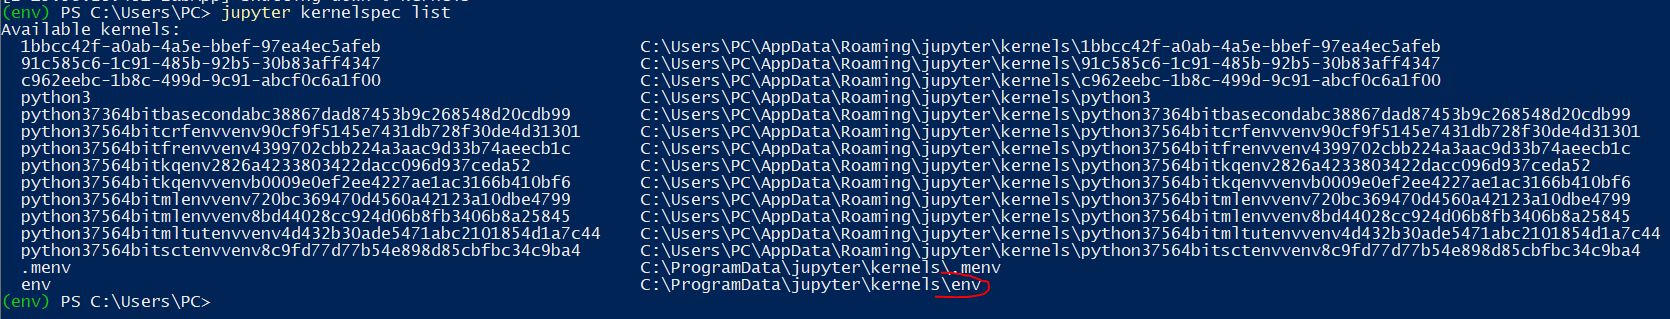 (env) PS C:\Users\PC> jupyter kernelspec list
Available kernels:
1bbcc42f-a0ab-4a5e-bbef-97ea4ec5afeb C:\Users\PC\AppData\Roaming\jupyter\kernels\1bbcc42f-a0ab-4a5e-bbef-97ea4ec5afeb
91c585c6-1c91-485b-92b5-30b83aff4347 C:\Users\PC\AppData\Roaming\jupyter\kernels\91c585c6-1c91-485b-92b5-30b83aff4347
c962eebc-1b8c-499d-9c91-abcf0c6a1f00 C:\Users\PC\AppData\Roaming\jupyter\kernels\c962eebc-1b8c-499d-9c91-abcf0c6a1f00
python3 C:\Users\PC\AppData\Roaming\jupyter\kernels\python3
python37364bitbasecondabc38867dad87453b9c268548d20cdb99 C:\Users\PC\AppData\Roaming\jupyter\kernels\python37364bitbasecondabc38867dad87453b9c268548d20cdb99
python37564bitcrfenvvenv90cf9f5145e7431db728f30de4d31301 C:\Users\PC\AppData\Roaming\jupyter\kernels\python37564bitcrfenvvenv90cf9f5145e7431db728f30de4d31301
python37564bitfrenvvenv4399702cbb224a3aac9d33b74aeecb1c C:\Users\PC\AppData\Roaming\jupyter\kernels\python37564bitfrenvvenv4399702cbb224a3aac9d33b74aeecb1c
python37564bitkqenv2826a4233803422dacc096d937ceda52 C:\Users\PC\AppData\Roaming\jupyter\kernels\python37564bitkqenv2826a4233803422dacc096d937ceda52
python37564bitkqenvvenvb0009e0ef2ee4227ae1ac3166b410bf6 C:\Users\PC\AppData\Roaming\jupyter\kernels\python37564bitkqenvvenvb0009e0ef2ee4227ae1ac3166b410bf6
python37564bitmlenvvenv720bc369470d4560a42123a10dbe4799 C:\Users\PC\AppData\Roaming\jupyter\kernels\python37564bitmlenvvenv720bc369470d4560a42123a10dbe4799
python37564bitmlenvvenv8bd44028cc924d06b8fb3406b8a25845 C:\Users\PC\AppData\Roaming\jupyter\kernels\python37564bitmlenvvenv8bd44028cc924d06b8fb3406b8a25845
python37564bitmltutenvvenv4d432b30ade5471abc2101854d1a7c44 C:\Users\PC\AppData\Roaming\jupyter\kernels\python37564bitmltutenvvenv4d432b30ade5471abc2101854d1a7c44
python37564bitsctenvvenv8c9fd77d77b54e898d85cbfbc34c9ba4 C:\Users\PC\AppData\Roaming\jupyter\kernels\python37564bitsctenvvenv8c9fd77d77b54e898d85cbfbc34c9ba4
.menv C:\ProgramData\jupyter\kernels\.menv
env C:\ProgramData\jupyter\kernels\env
(env) PS C:\Users\PC>